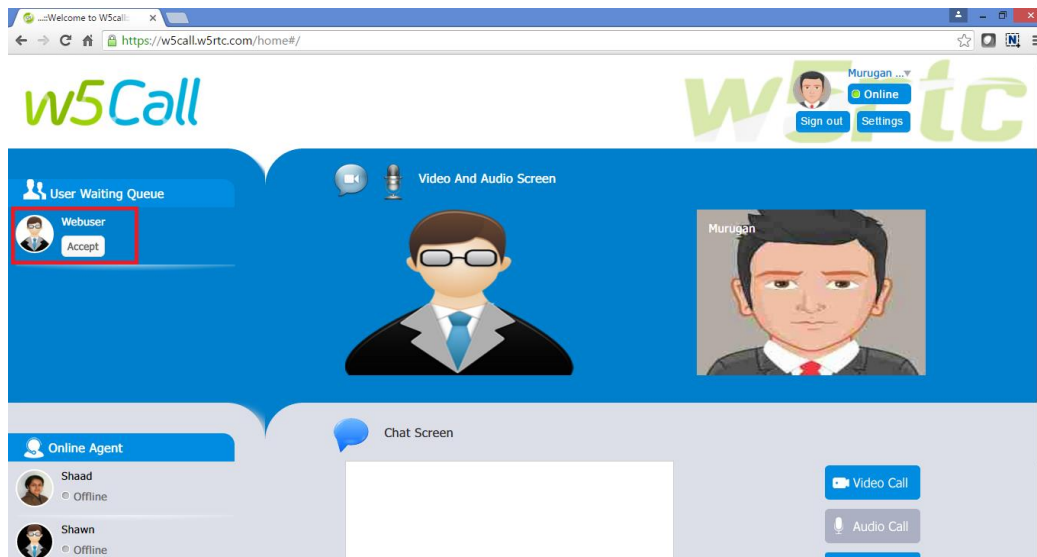 ...::Welcome to W5call:
https://w5call.w5rtc.com/home#/
w5Call
w5rtc
Murugan ...
Online
Sign out
Settings
User Waiting Queue
Webuser
Accept
Video And Audio Screen
Murugan
Online Agent
Shaad
Offline
Shawn
Offline
Chat Screen
Video Call
Audio Call